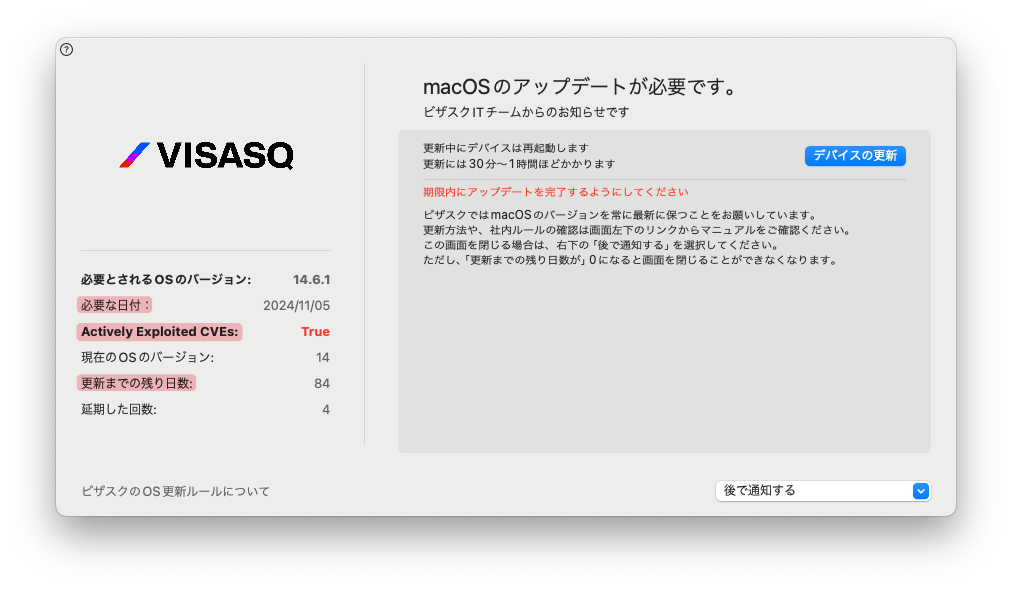 ?
VISASQ
必要とされるOSのバージョン: 14.6.1
必要な日付： 2024/11/05
Actively Exploited CVEs: True
現在のOSのバージョン: 14
更新までの残り日数: 84
延期した回数: 4
ビザスクのOS更新ルールについて
macOSのアップデートが必要です。
ビザスクITチームからのお知らせです
更新中にデバイスは再起動します
更新には30分〜1時間ほどかかります
デバイスの更新
期限内にアップデートを完了するようにしてください
ビザスクではmacOSのバージョンを常に最新に保つことをお願いしています。
更新方法や、社内ルールの確認は画面左下のリンクからマニュアルをご確認ください。
この画面を閉じる場合は、右下の「後で通知する」を選択してください。
ただし、「更新までの残り日数が」0になると画面を閉じることができなくなります。
後で通知する